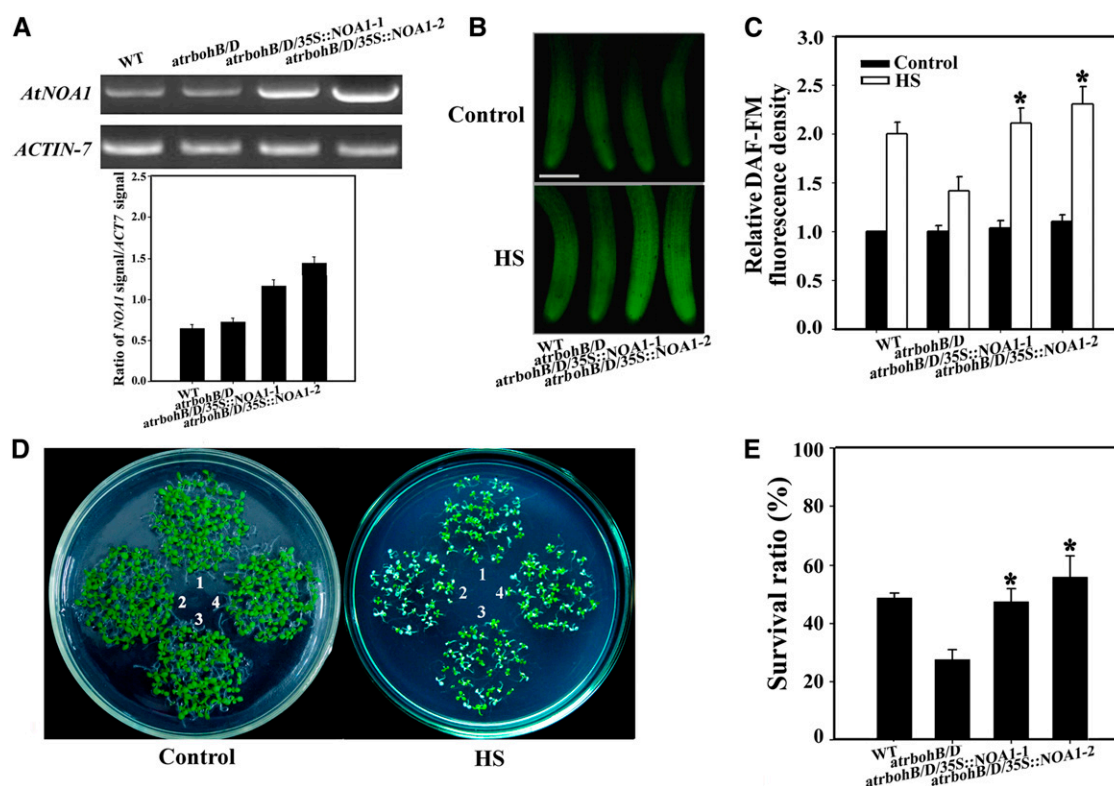 A
WT
atrbohB/D
atrbohB/D/35S::NOA1-1
atrbohB/D/35S::NOA1-2
AtNOA1
ACTIN-7
Ratio of NOA1 signal/ACT7 signal
2.5
2.0
1.5
1.0
0.5
0.0
WT
atrbohB/D
atrbohB/D/35S::NOA1-1
atrbohB/D/35S::NOA1-2
B
Control
HS
WT
atrbohB/D
atrbohB/D/35S::NOA1-1
atrbohB/D/35S::NOA1-2
C
Relative DAF-FM
fluorescence density
3.0
2.5
2.0
1.5
1.0
0.5
0.0
Control
HS
*
*
WT
atrbohB/D
atrbohB/D/35S::NOA1-1
atrbohB/D/35S::NOA1-2
D
1
2 4
3
1
2 4
3
Control
HS
E
Survival ratio (%)
100
80
60
40
20
0
*
*
WT
atrbohB/D
atrbohB/D/35S::NOA1-1
atrbohB/D/35S::NOA1-2